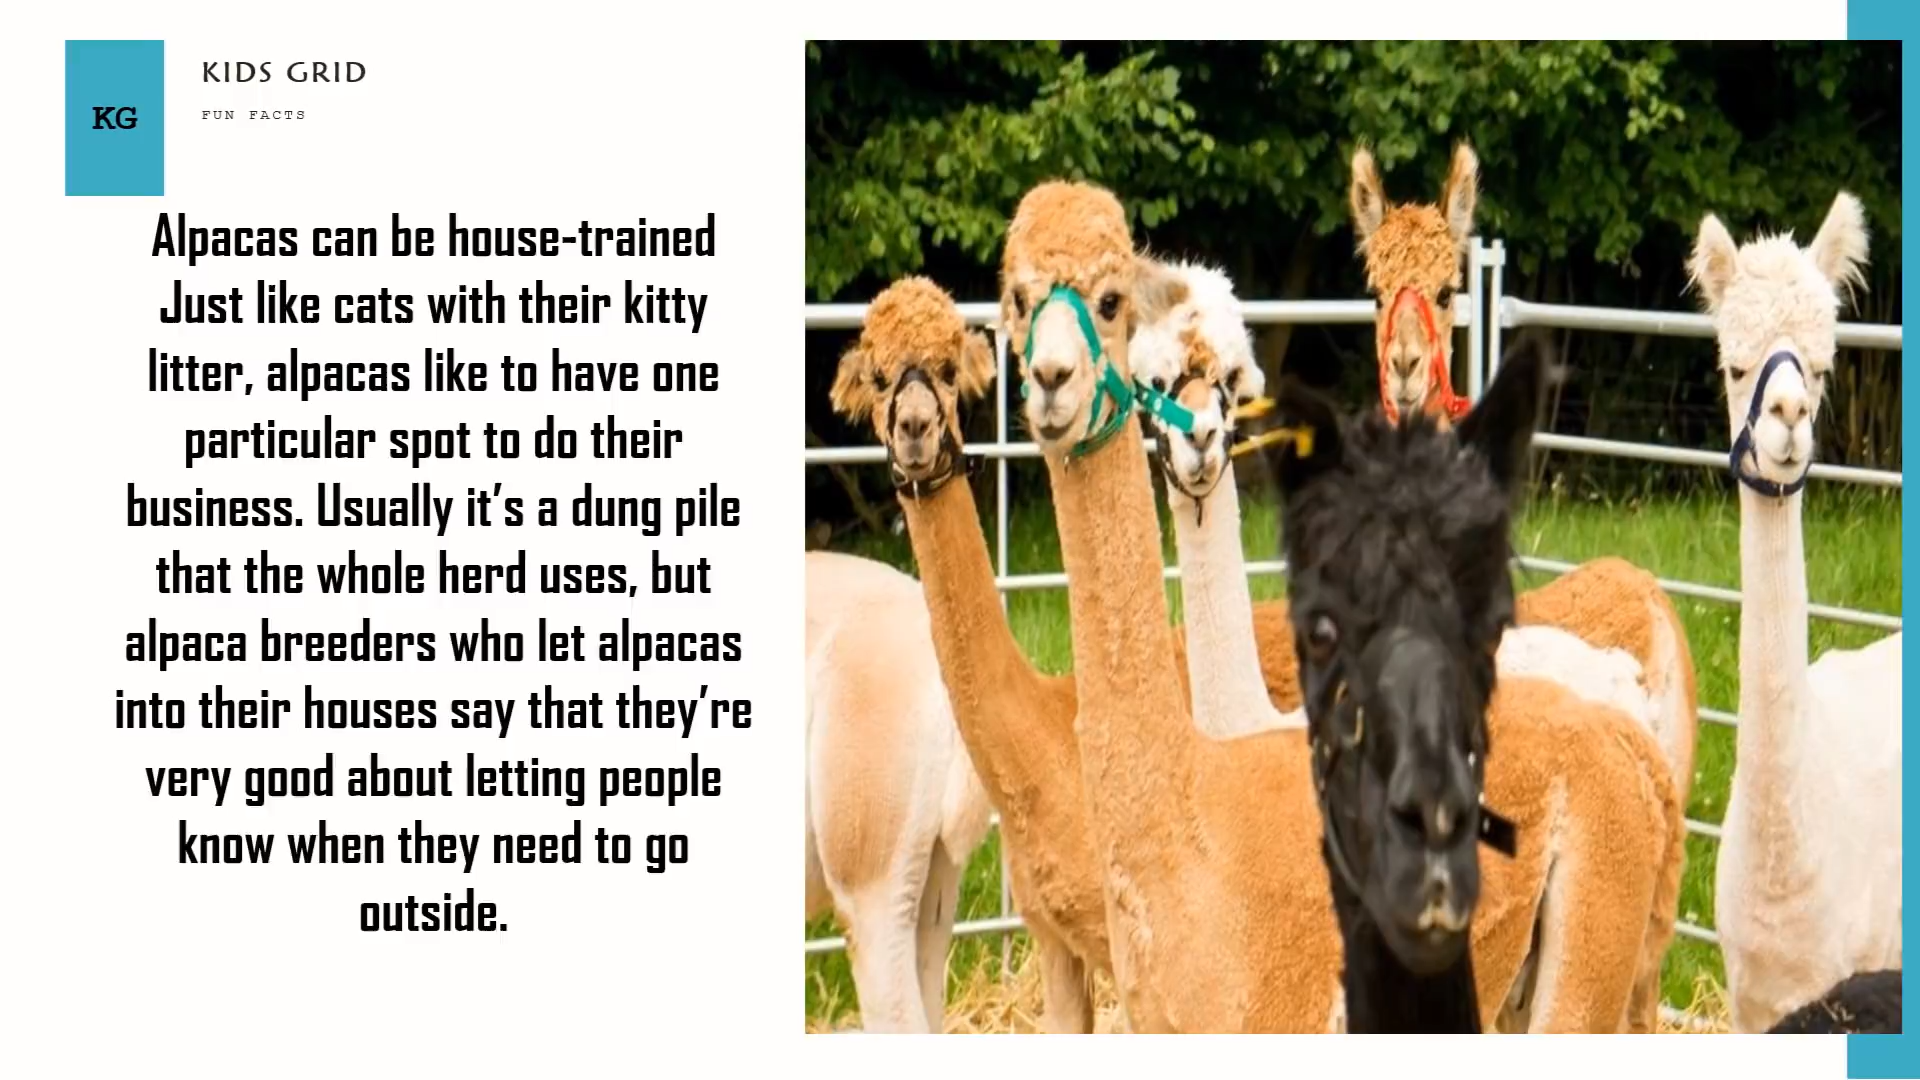 KG
KIDS GRID
FUN FACTS
Alpacas can be house-trained
Just like cats with their kitty
litter, alpacas like to have one
particular spot to do their
business. Usually it’s a dung pile
that the whole herd uses, but
alpaca breeders who let alpacas
into their houses say that they’re
very good about letting people
know when they need to go
outside.